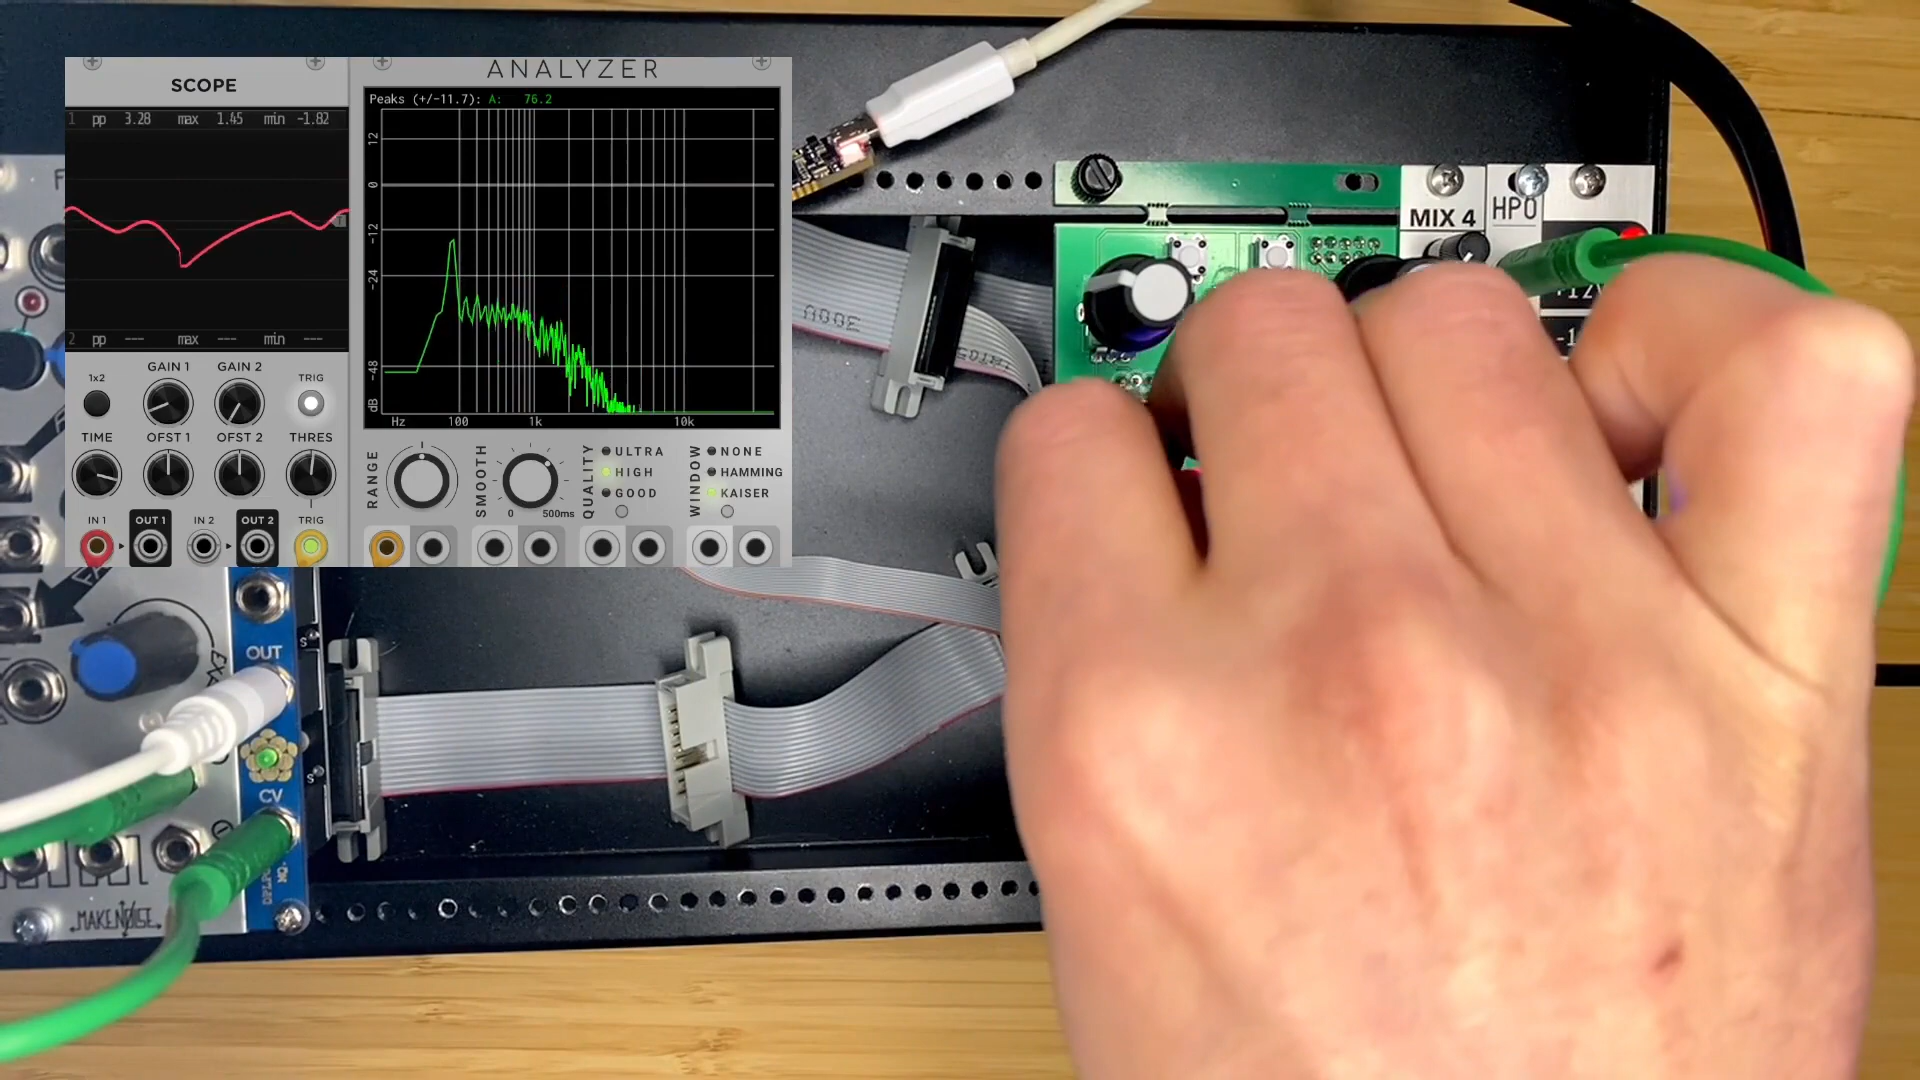 SCOPE
1 pp 3.28 max 1.45 min -1.82
2 pp --- max --- min ---
1x2
GAIN 1
GAIN 2
TRIG
TIME
OFST 1
OFST 2
THRES
IN 1
OUT 1
IN 2
OUT 2
TRIG
ANALYZER
Peaks (+/-11.7): A: 76.2
12
0
-12
-24
-48
dB
Hz 100 1k 10k
RANGE
SMOOTH
0 500ms
QUALITY
ULTRA
HIGH
GOOD
WINDOW
NONE
HAMMING
KAISER
MIX 4
HPO
OUT
CV
MAKE NOISE